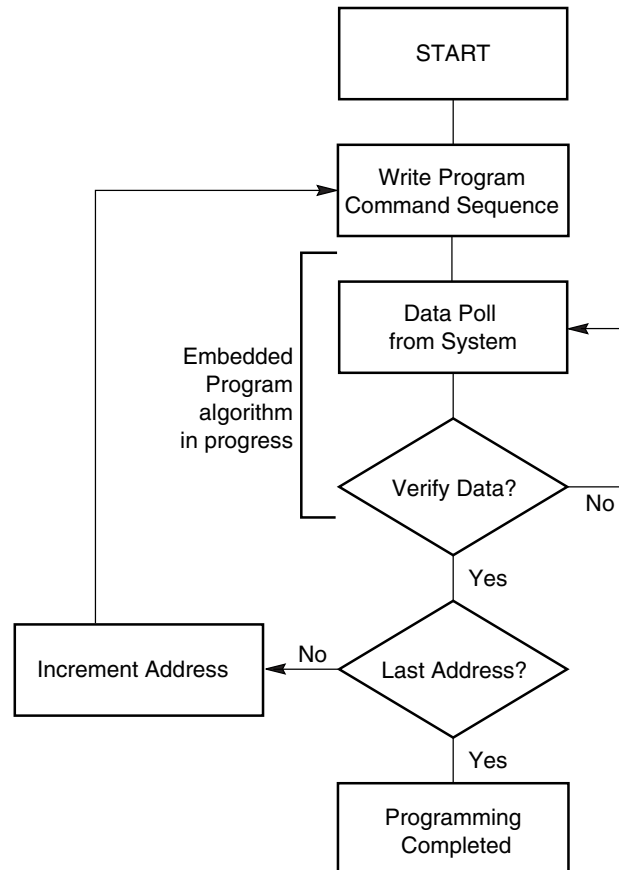 START
Write Program
Command Sequence
Data Poll
from System
Embedded
Program
algorithm
in progress
Verify Data?
No
Yes
Increment Address
No
Last Address?
Yes
Programming
Completed